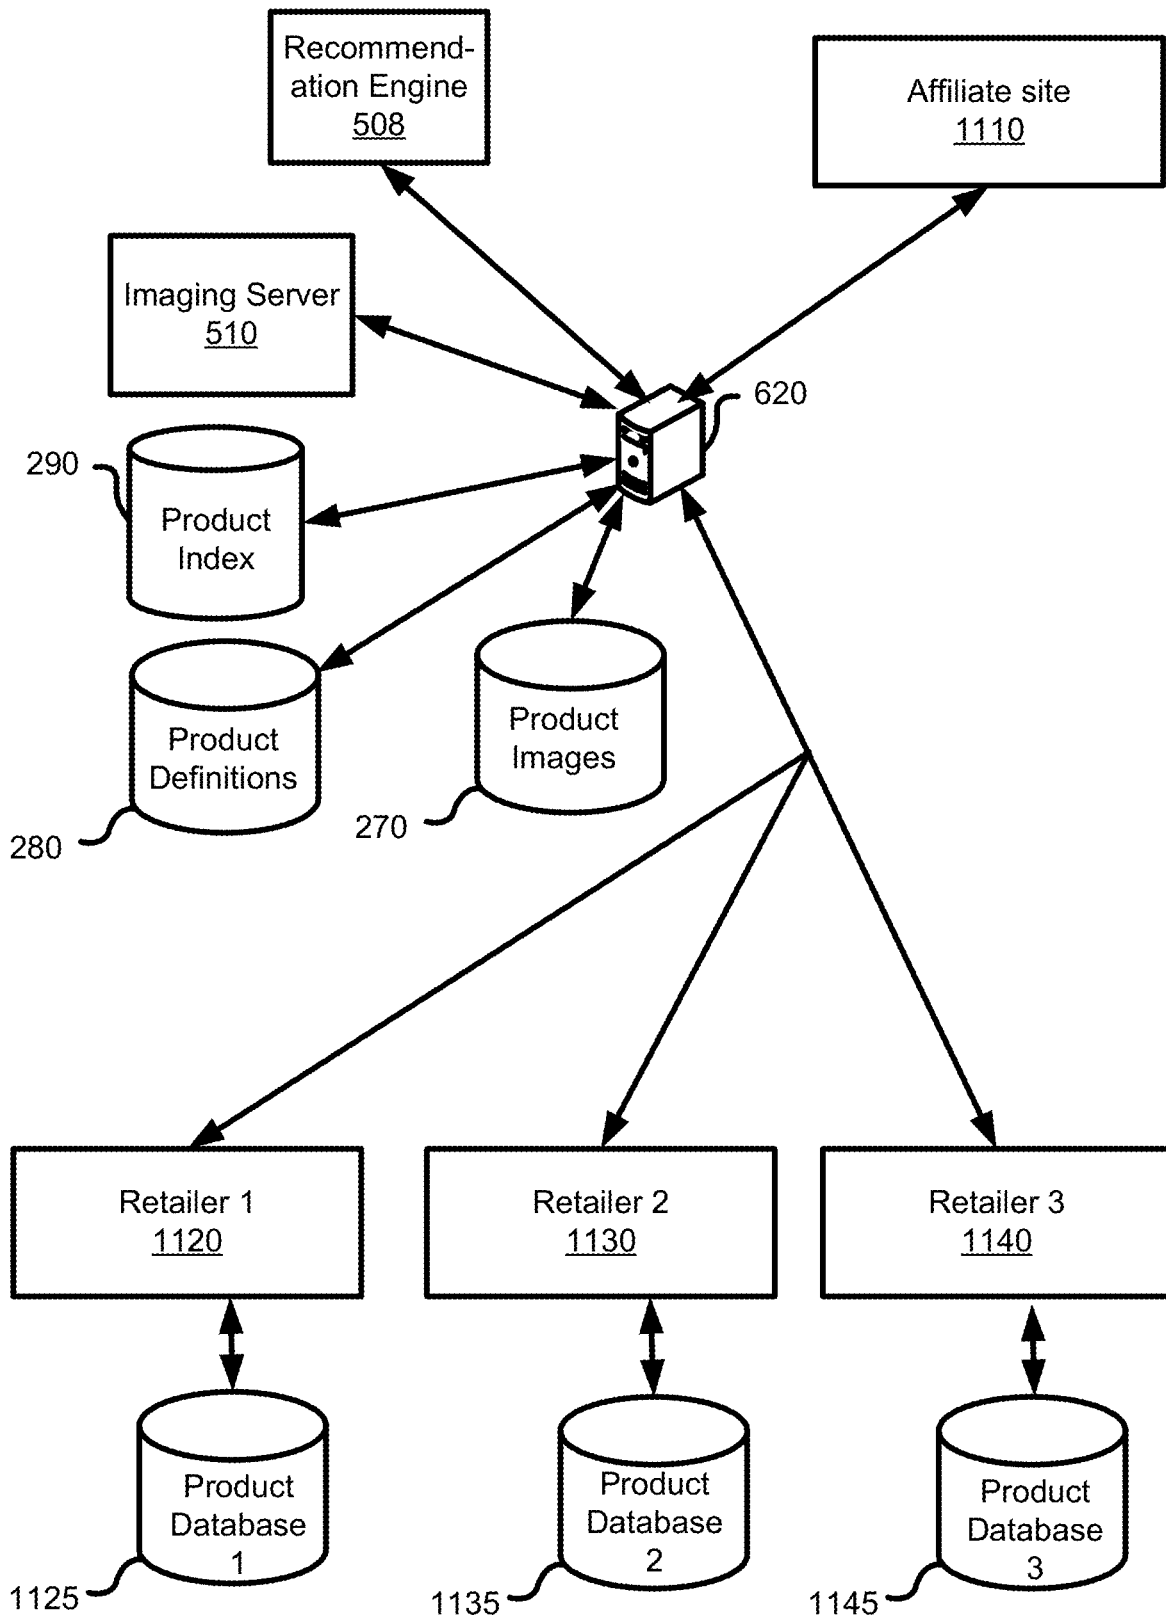 Recommend-
ation Engine
508
Affiliate site
1110
Imaging Server
510
620
290
Product
Index
Product
Definitions
280
Product
Images
270
Retailer 1
1120
Retailer 2
1130
Retailer 3
1140
Product
Database
1
1125
Product
Database
2
1135
Product
Database
3
1145